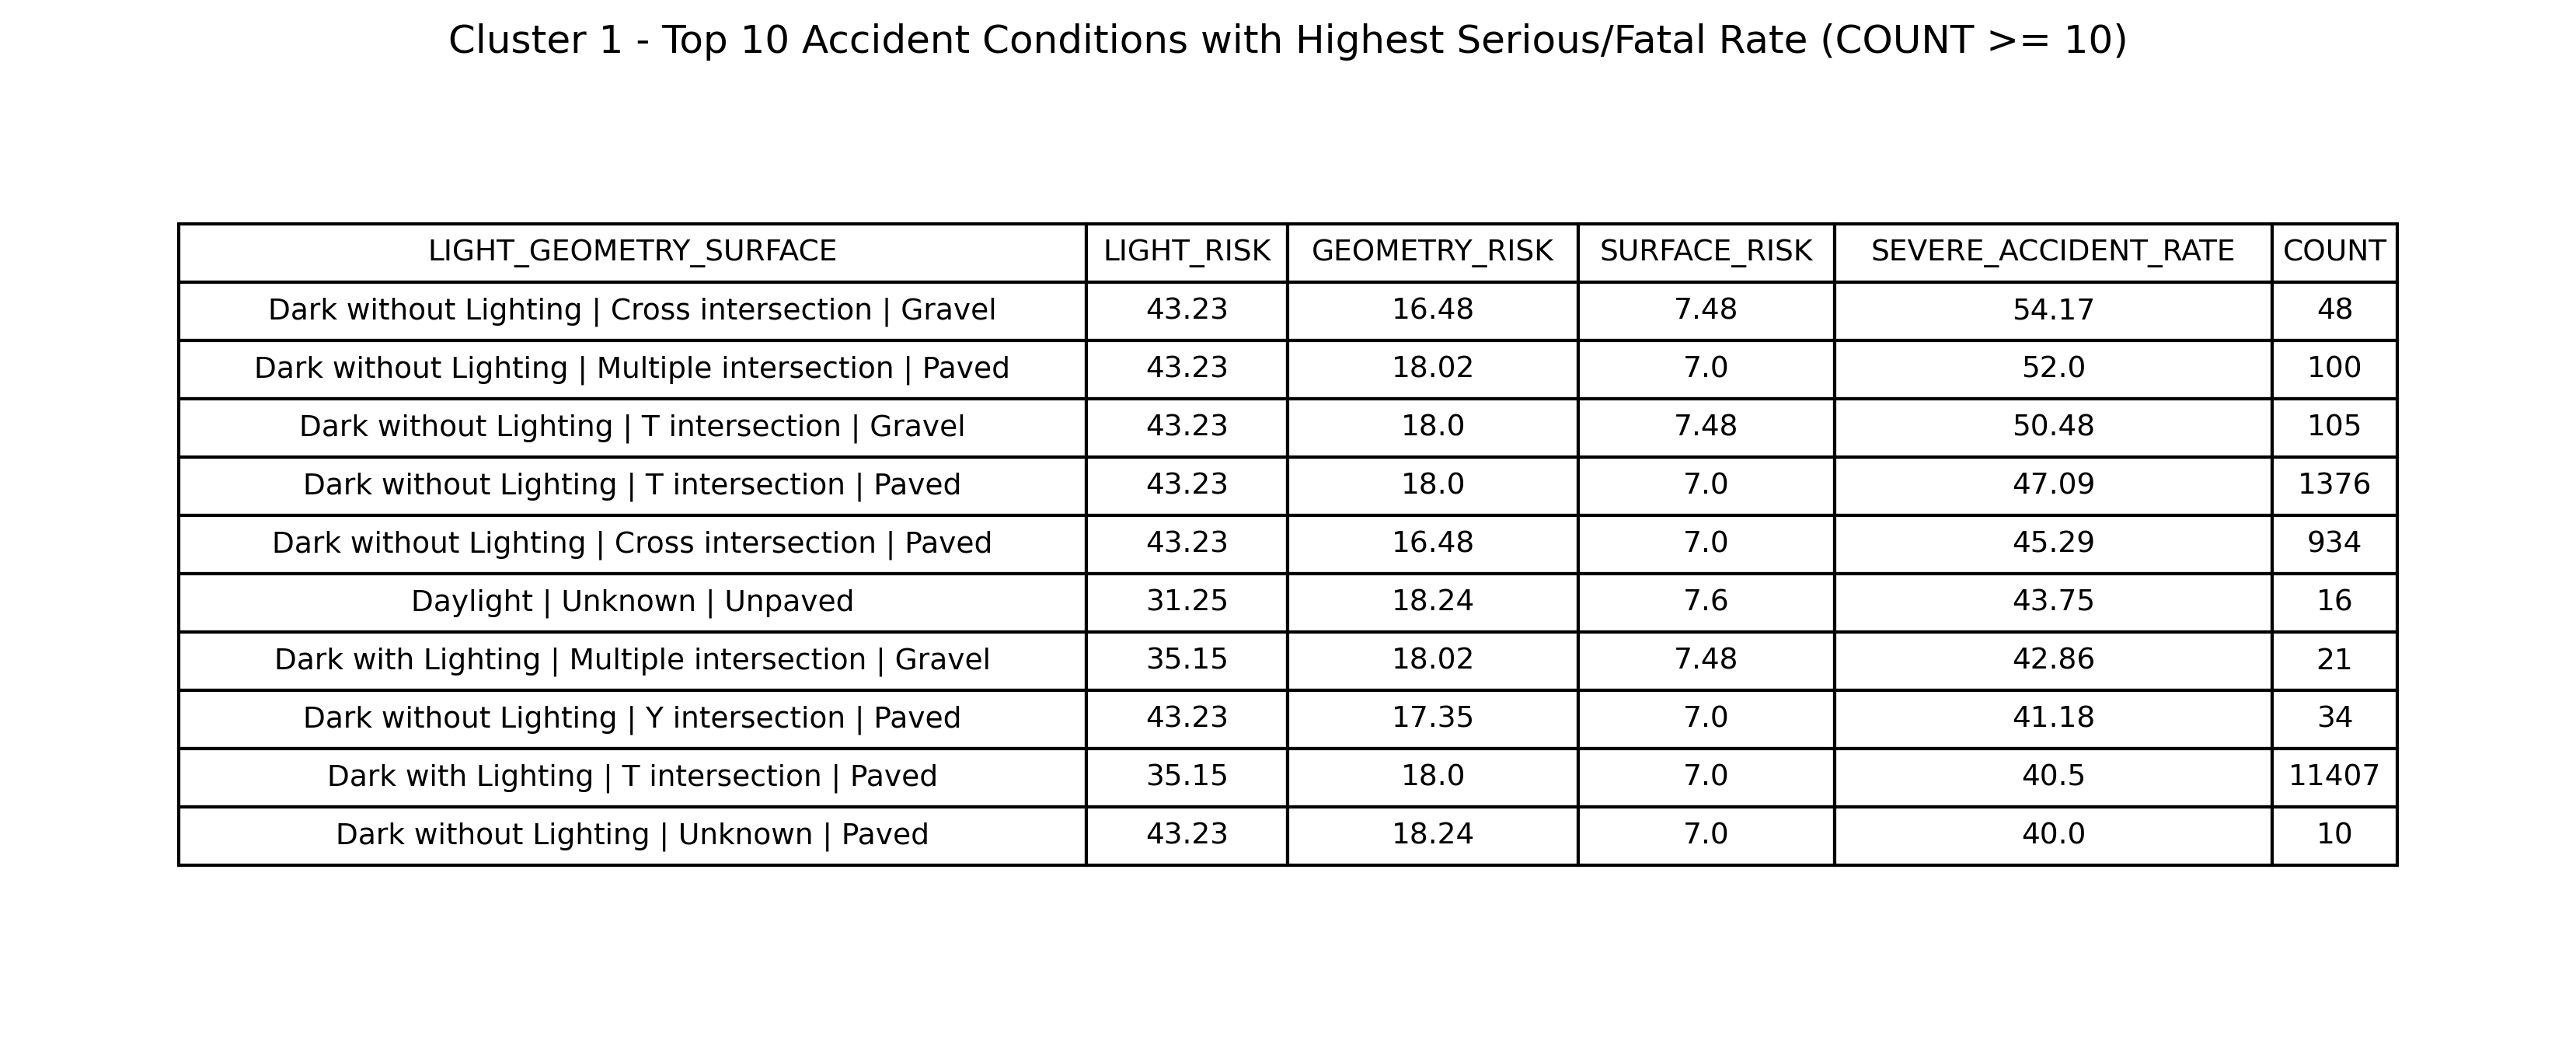 Cluster 1 - Top 10 Accident Conditions with Highest Serious/Fatal Rate (COUNT >= 10)
LIGHT_GEOMETRY_SURFACE LIGHT_RISK GEOMETRY_RISK SURFACE_RISK SEVERE_ACCIDENT_RATE COUNT
Dark without Lighting | Cross intersection | Gravel 43.23 16.48 7.48 54.17 48
Dark without Lighting | Multiple intersection | Paved 43.23 18.02 7.0 52.0 100
Dark without Lighting | T intersection | Gravel 43.23 18.0 7.48 50.48 105
Dark without Lighting | T intersection | Paved 43.23 18.0 7.0 47.09 1376
Dark without Lighting | Cross intersection | Paved 43.23 16.48 7.0 45.29 934
Daylight | Unknown | Unpaved 31.25 18.24 7.6 43.75 16
Dark with Lighting | Multiple intersection | Gravel 35.15 18.02 7.48 42.86 21
Dark without Lighting | Y intersection | Paved 43.23 17.35 7.0 41.18 34
Dark with Lighting | T intersection | Paved 35.15 18.0 7.0 40.5 11407
Dark without Lighting | Unknown | Paved 43.23 18.24 7.0 40.0 10